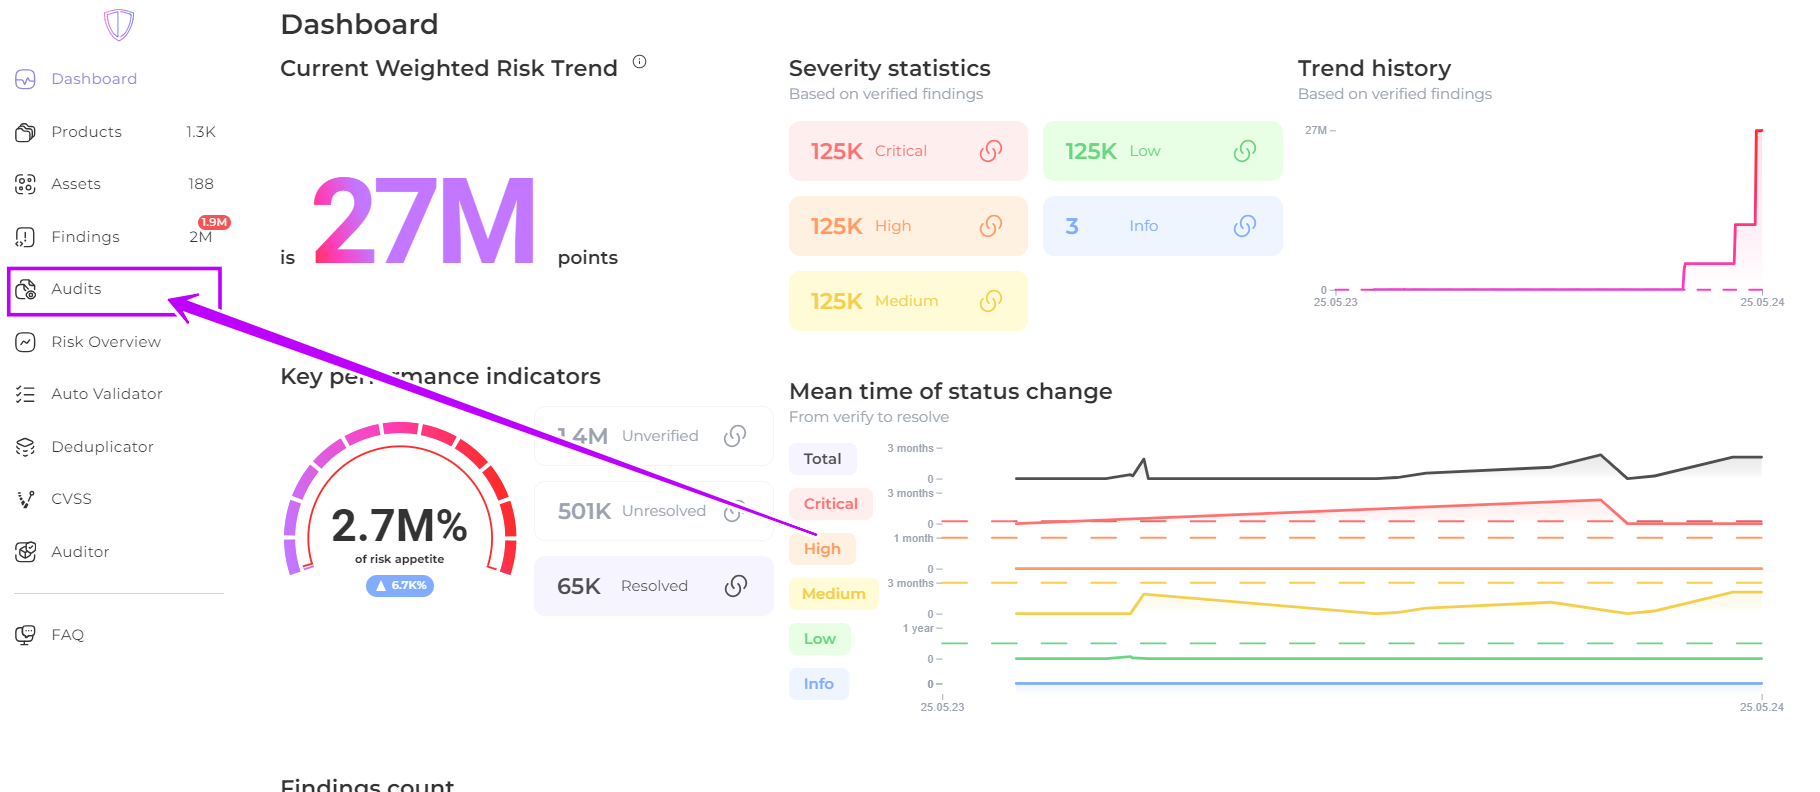 Dashboard
Products 1.3K
Assets 188
1.9M
Findings 2M
Audits
Risk Overview
Auto Validator
Deduplicator
CVSS
Auditor
FAQ
Dashboard
Current Weighted Risk Trend
is 27M points
Severity statistics
Based on verified findings
125K Critical
125K Low
125K High
3 Info
125K Medium
Trend history
Based on verified findings
27M
0
25.05.23 25.05.24
Key performance indicators
2.7M%
of risk appetite
▲ 6.7K%
1.4M Unverified
501K Unresolved
65K Resolved
Mean time of status change
From verify to resolve
Total 3 months
0
Critical 3 months
0
High 1 month
0
Medium 3 months
0
Low 1 year
0
Info 0
25.05.23 25.05.24
Findings count